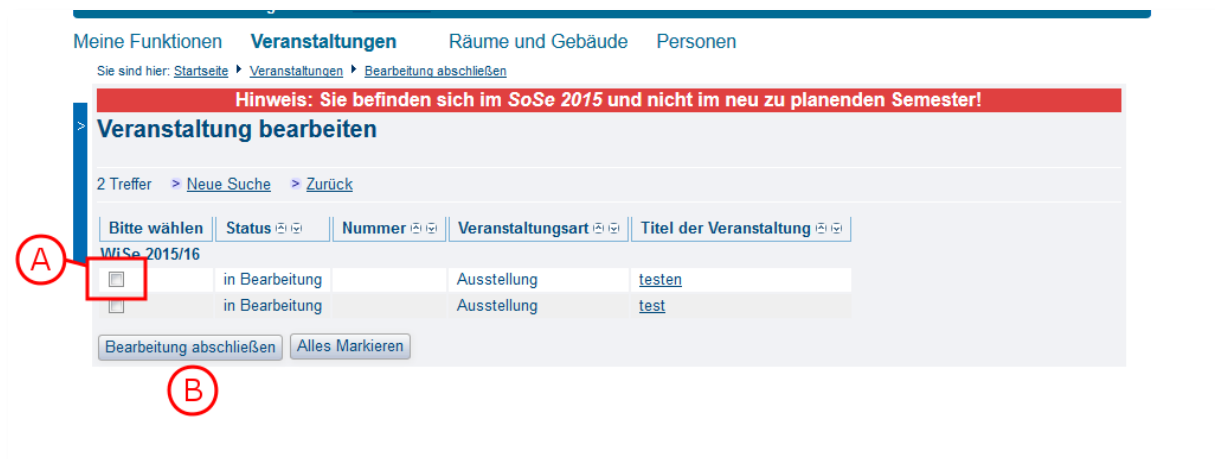 Meine Funktionen Veranstaltungen Räume und Gebäude Personen
Sie sind hier: Startseite Veranstaltungen Bearbeitung abschließen
Hinweis: Sie befinden sich im SoSe 2015 und nicht im neu zu planenden Semester!
> Veranstaltung bearbeiten
2 Treffer > Neue Suche > Zurück
Bitte wählen Status Nummer Veranstaltungsart Titel der Veranstaltung
WiSe 2015/16
A
in Bearbeitung Ausstellung testen
in Bearbeitung Ausstellung test
Bearbeitung abschließen Alles Markieren
B